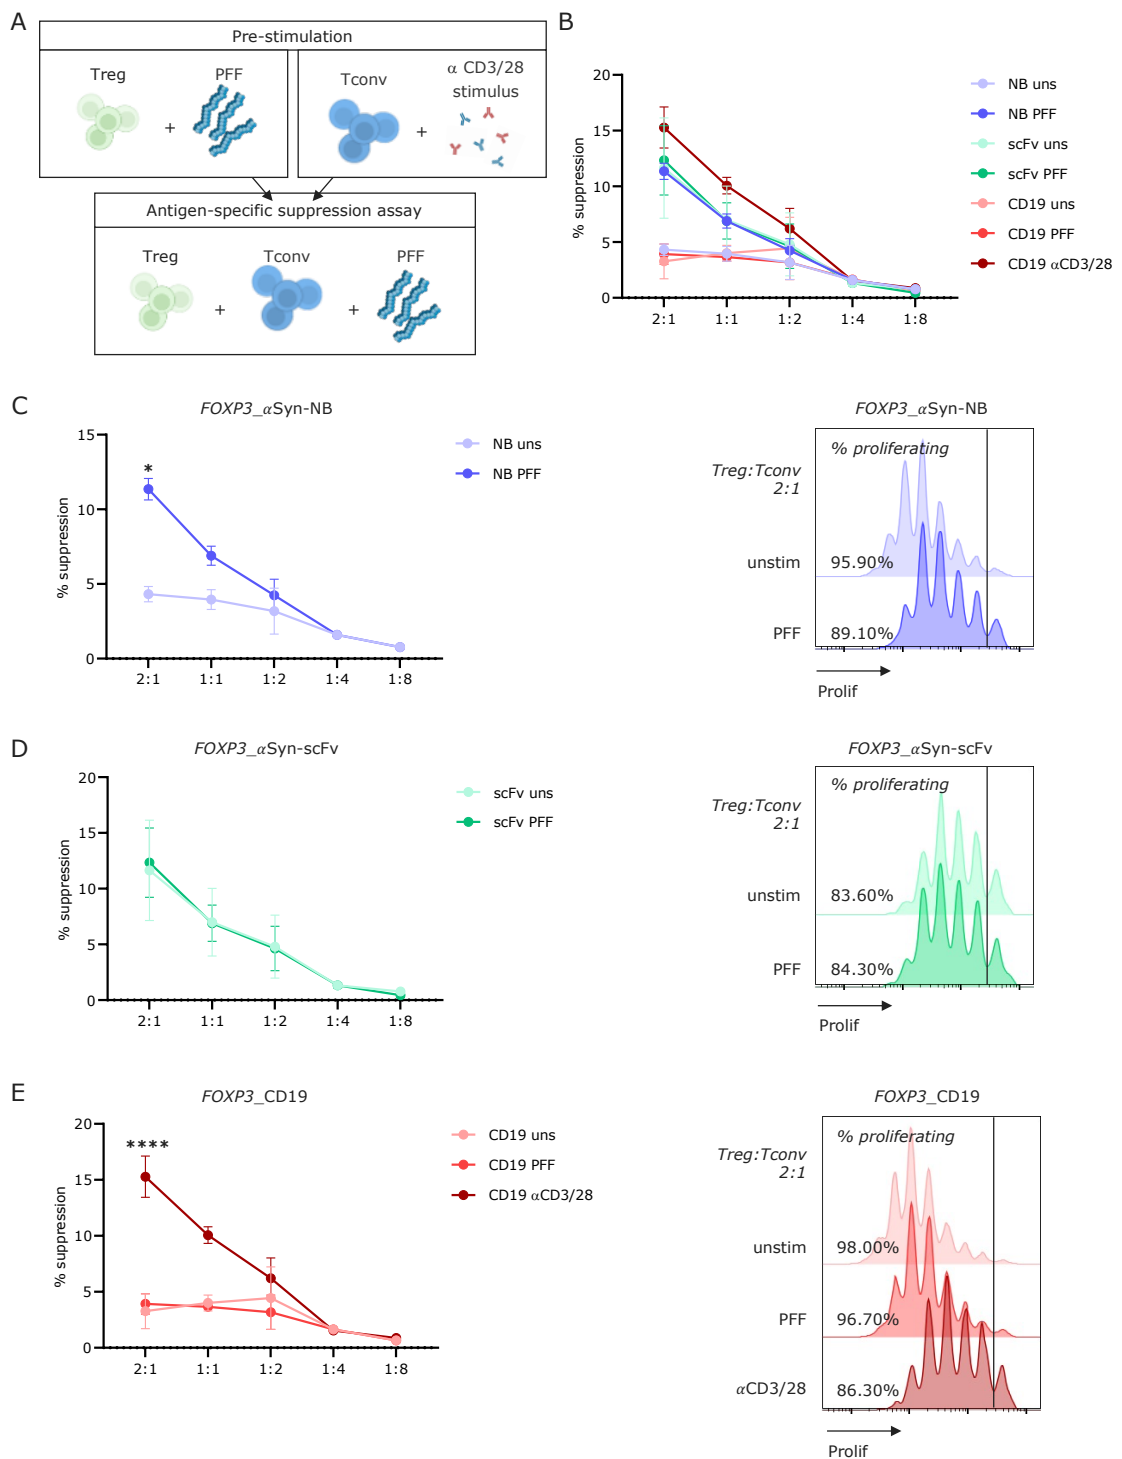 A
Pre-stimulation
Treg
PFF
+
Tconv
+
α CD3/28
stimulus
Antigen-specific suppression assay
Treg
+
Tconv
+
PFF
B
% suppression
20
15
10
5
0
2:1 1:1 1:2 1:4 1:8
NB uns
NB PFF
scFv uns
scFv PFF
CD19 uns
CD19 PFF
CD19 αCD3/28
C
FOXP3_αSyn-NB
% suppression
15
10
5
0
2:1 1:1 1:2 1:4 1:8
*
NB uns
NB PFF
FOXP3_αSyn-NB
% proliferating
Treg:Tconv
2:1
unstim
95.90%
PFF
89.10%
Prolif
D
FOXP3_αSyn-scFv
% suppression
20
15
10
5
0
2:1 1:1 1:2 1:4 1:8
scFv uns
scFv PFF
FOXP3_αSyn-scFv
% proliferating
Treg:Tconv
2:1
unstim
83.60%
PFF
84.30%
Prolif
E
FOXP3_CD19
% suppression
20
15
10
5
0
2:1 1:1 1:2 1:4 1:8
****
CD19 uns
CD19 PFF
CD19 αCD3/28
FOXP3_CD19
% proliferating
Treg:Tconv
2:1
unstim
98.00%
PFF
96.70%
αCD3/28
86.30%
Prolif